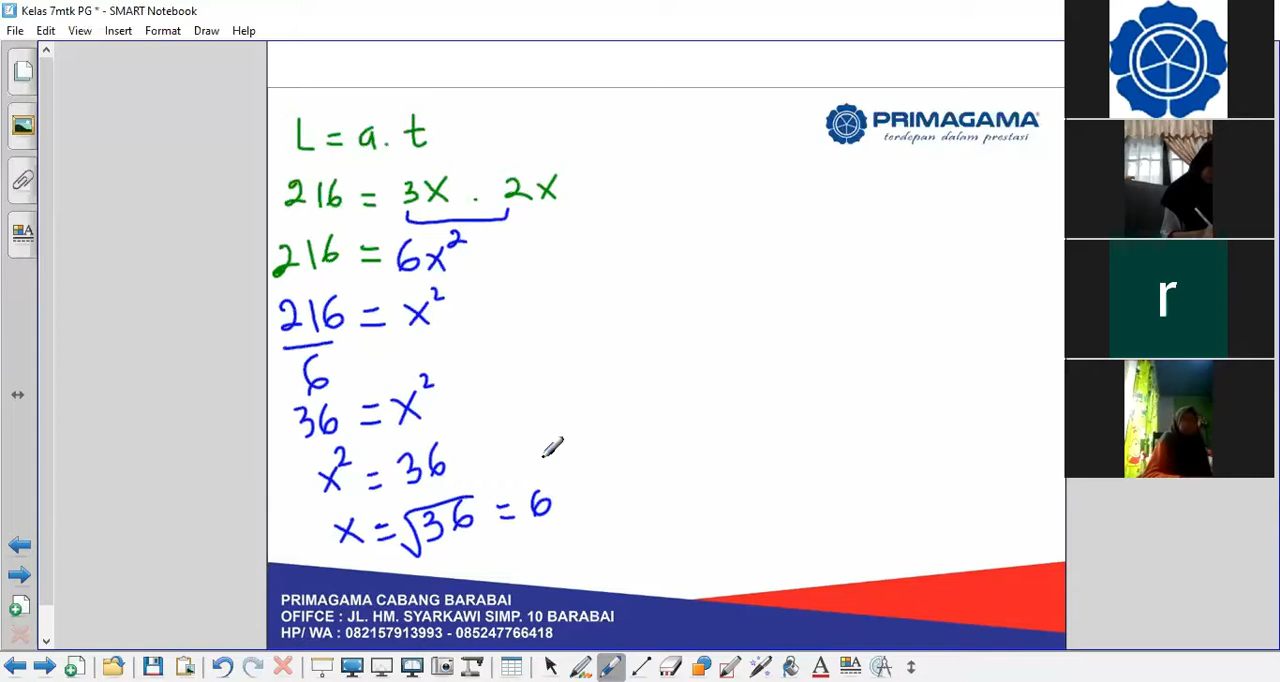 Kelas 7mtk PG * - SMART Notebook
File Edit View Insert Format Draw Help
PRIMAGAMA
terdepan dalam prestasi
L = a . t
216 = 3x . 2x
216 = 6x²
216/6 = x²
36 = x²
x² = 36
x = √36 = 6
r
PRIMAGAMA CABANG BARABAI
OFIFCE : JL. HM. SYARKAWI SIMP. 10 BARABAI
HP/ WA : 082157913993 - 085247766418